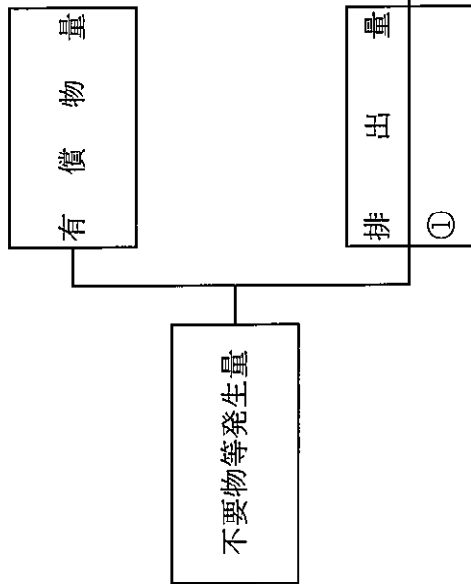 不要物等発生量
有償物量
排出量
①